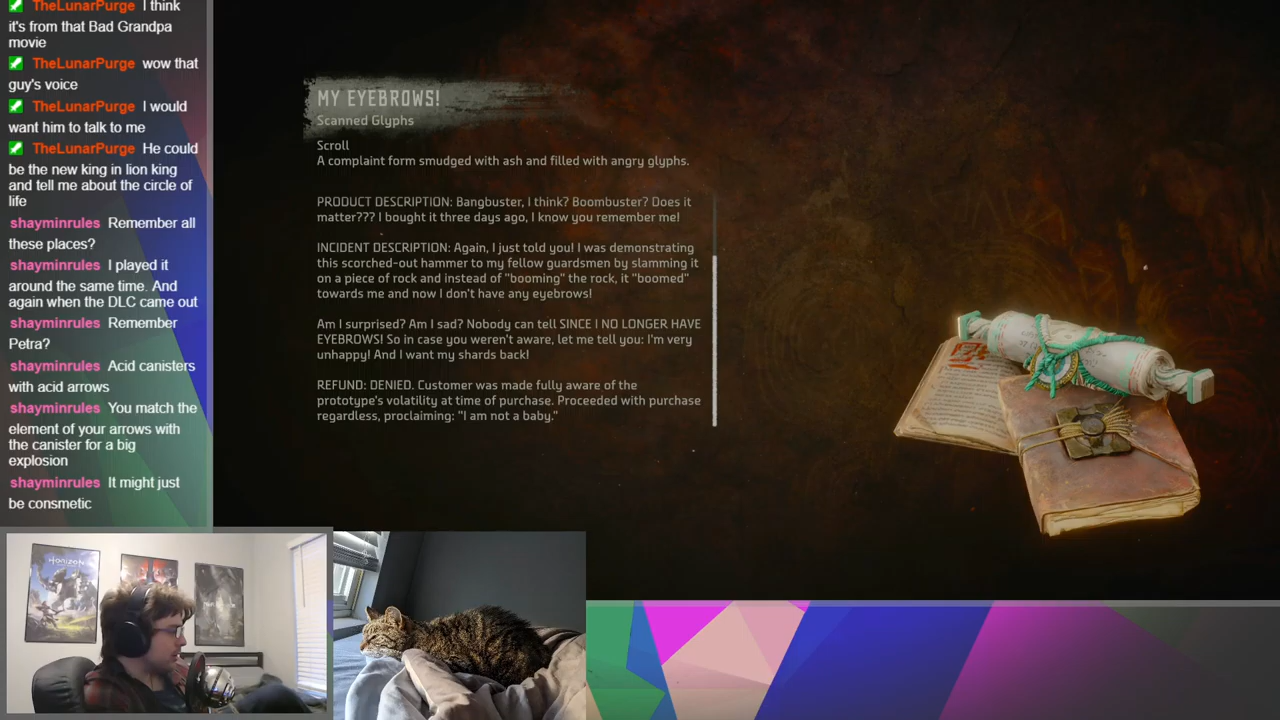 TheLunarPurge I think
it's from that Bad Grandpa
movie
TheLunarPurge wow that
guy's voice
TheLunarPurge I would
want him to talk to me
TheLunarPurge He could
be the new king in lion king
and tell me about the circle of
life
shayminrules Remember all
these places?
shayminrules I played it
around the same time. And
again when the DLC came out
shayminrules Remember
Petra?
shayminrules Acid canisters
with acid arrows
shayminrules You match the
element of your arrows with
the canister for a big
explosion
shayminrules It might just
be consmetic
MY EYEBROWS!
Scanned Glyphs
Scroll
A complaint form smudged with ash and filled with angry glyphs.
PRODUCT DESCRIPTION: Bangbuster, I think? Boombuster? Does it
matter??? I bought it three days ago, I know you remember me!
INCIDENT DESCRIPTION: Again, I just told you! I was demonstrating
this scorched-out hammer to my fellow guardsmen by slamming it
on a piece of rock and instead of "booming" the rock, it "boomed"
towards me and now I don't have any eyebrows!
Am I surprised? Am I sad? Nobody can tell SINCE I NO LONGER HAVE
EYEBROWS! So in case you weren't aware, let me tell you: I'm very
unhappy! And I want my shards back!
REFUND: DENIED. Customer was made fully aware of the
prototype's volatility at time of purchase. Proceeded with purchase
regardless, proclaiming: "I am not a baby."
HORIZON